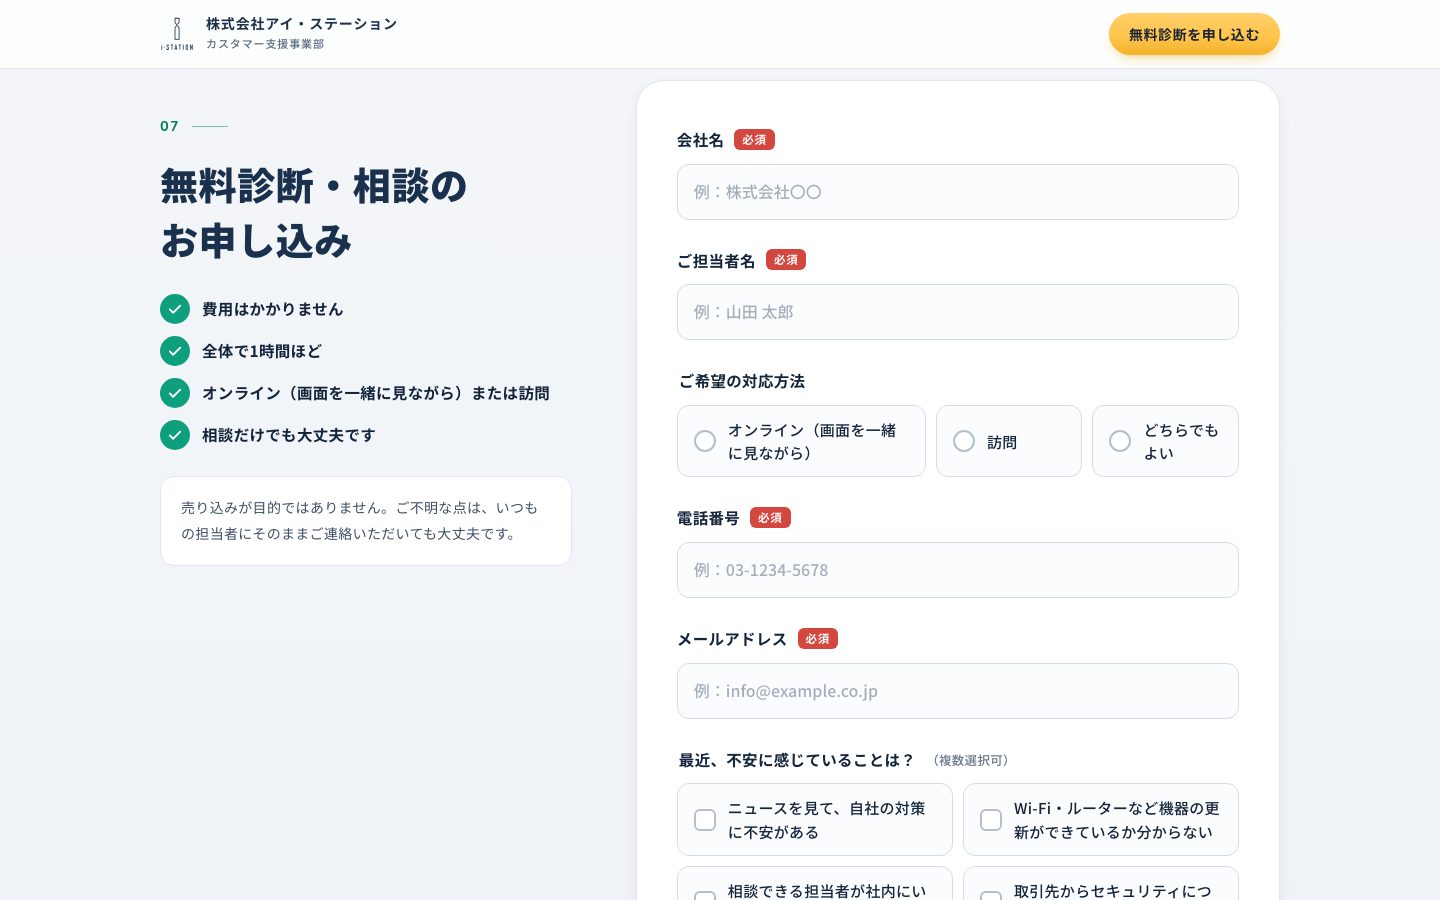 i-STATION
株式会社アイ・ステーション
カスタマー支援事業部
無料診断を申し込む
07
無料診断・相談の
お申し込み
費用はかかりません
全体で1時間ほど
オンライン（画面を一緒に見ながら）または訪問
相談だけでも大丈夫です
売り込みが目的ではありません。ご不明な点は、いつも
の担当者にそのままご連絡いただいても大丈夫です。
会社名 必須
例：株式会社〇〇
ご担当者名 必須
例：山田 太郎
ご希望の対応方法
オンライン（画面を一緒
に見ながら）
訪問
どちらでも
よい
電話番号 必須
例：03-1234-5678
メールアドレス 必須
例：info@example.co.jp
最近、不安に感じていることは？ （複数選択可）
ニュースを見て、自社の対策
に不安がある
Wi-Fi・ルーターなど機器の更
新ができているか分からない
相談できる担当者が社内にい
取引先からセキュリティにつ